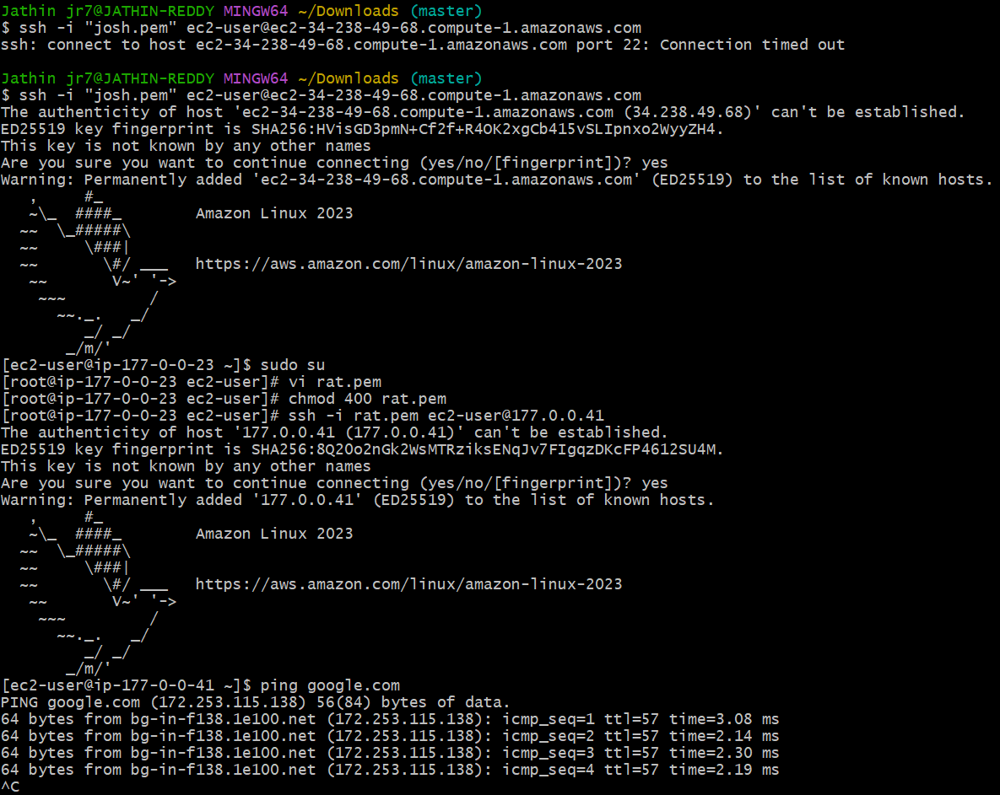 Jathin jr7@JATHIN-REDDY MINGW64 ~/Downloads (master)
$ ssh -i "josh.pem" ec2-user@ec2-34-238-49-68.compute-1.amazonaws.com
ssh: connect to host ec2-34-238-49-68.compute-1.amazonaws.com port 22: Connection timed out

Jathin jr7@JATHIN-REDDY MINGW64 ~/Downloads (master)
$ ssh -i "josh.pem" ec2-user@ec2-34-238-49-68.compute-1.amazonaws.com
The authenticity of host 'ec2-34-238-49-68.compute-1.amazonaws.com (34.238.49.68)' can't be established.
ED25519 key fingerprint is SHA256:HVisGD3pmN+Cf2f+R4OK2xgCb415vSLIpnxo2WyyZH4.
This key is not known by any other names
Are you sure you want to continue connecting (yes/no/[fingerprint])? yes
Warning: Permanently added 'ec2-34-238-49-68.compute-1.amazonaws.com' (ED25519) to the list of known hosts.
   ,     #_
   ~\_  ####_        Amazon Linux 2023
  ~~  \_#####\
  ~~     \###|
  ~~       \#/ ___   https://aws.amazon.com/linux/amazon-linux-2023
   ~~       V~' '->
    ~~~         /
      ~~._.   _/
         _/ _/
       _/m/'
[ec2-user@ip-177-0-0-23 ~]$ sudo su
[root@ip-177-0-0-23 ec2-user]# vi rat.pem
[root@ip-177-0-0-23 ec2-user]# chmod 400 rat.pem
[root@ip-177-0-0-23 ec2-user]# ssh -i rat.pem ec2-user@177.0.0.41
The authenticity of host '177.0.0.41 (177.0.0.41)' can't be established.
ED25519 key fingerprint is SHA256:8Q2Oo2nGk2WsMTRziksENqJv7FIgqzDKcFP4612SU4M.
This key is not known by any other names
Are you sure you want to continue connecting (yes/no/[fingerprint])? yes
Warning: Permanently added '177.0.0.41' (ED25519) to the list of known hosts.
   ,     #_
   ~\_  ####_        Amazon Linux 2023
  ~~  \_#####\
  ~~     \###|
  ~~       \#/ ___   https://aws.amazon.com/linux/amazon-linux-2023
   ~~       V~' '->
    ~~~         /
      ~~._.   _/
         _/ _/
       _/m/'
[ec2-user@ip-177-0-0-41 ~]$ ping google.com
PING google.com (172.253.115.138) 56(84) bytes of data.
64 bytes from bg-in-f138.1e100.net (172.253.115.138): icmp_seq=1 ttl=57 time=3.08 ms
64 bytes from bg-in-f138.1e100.net (172.253.115.138): icmp_seq=2 ttl=57 time=2.14 ms
64 bytes from bg-in-f138.1e100.net (172.253.115.138): icmp_seq=3 ttl=57 time=2.30 ms
64 bytes from bg-in-f138.1e100.net (172.253.115.138): icmp_seq=4 ttl=57 time=2.19 ms
^C